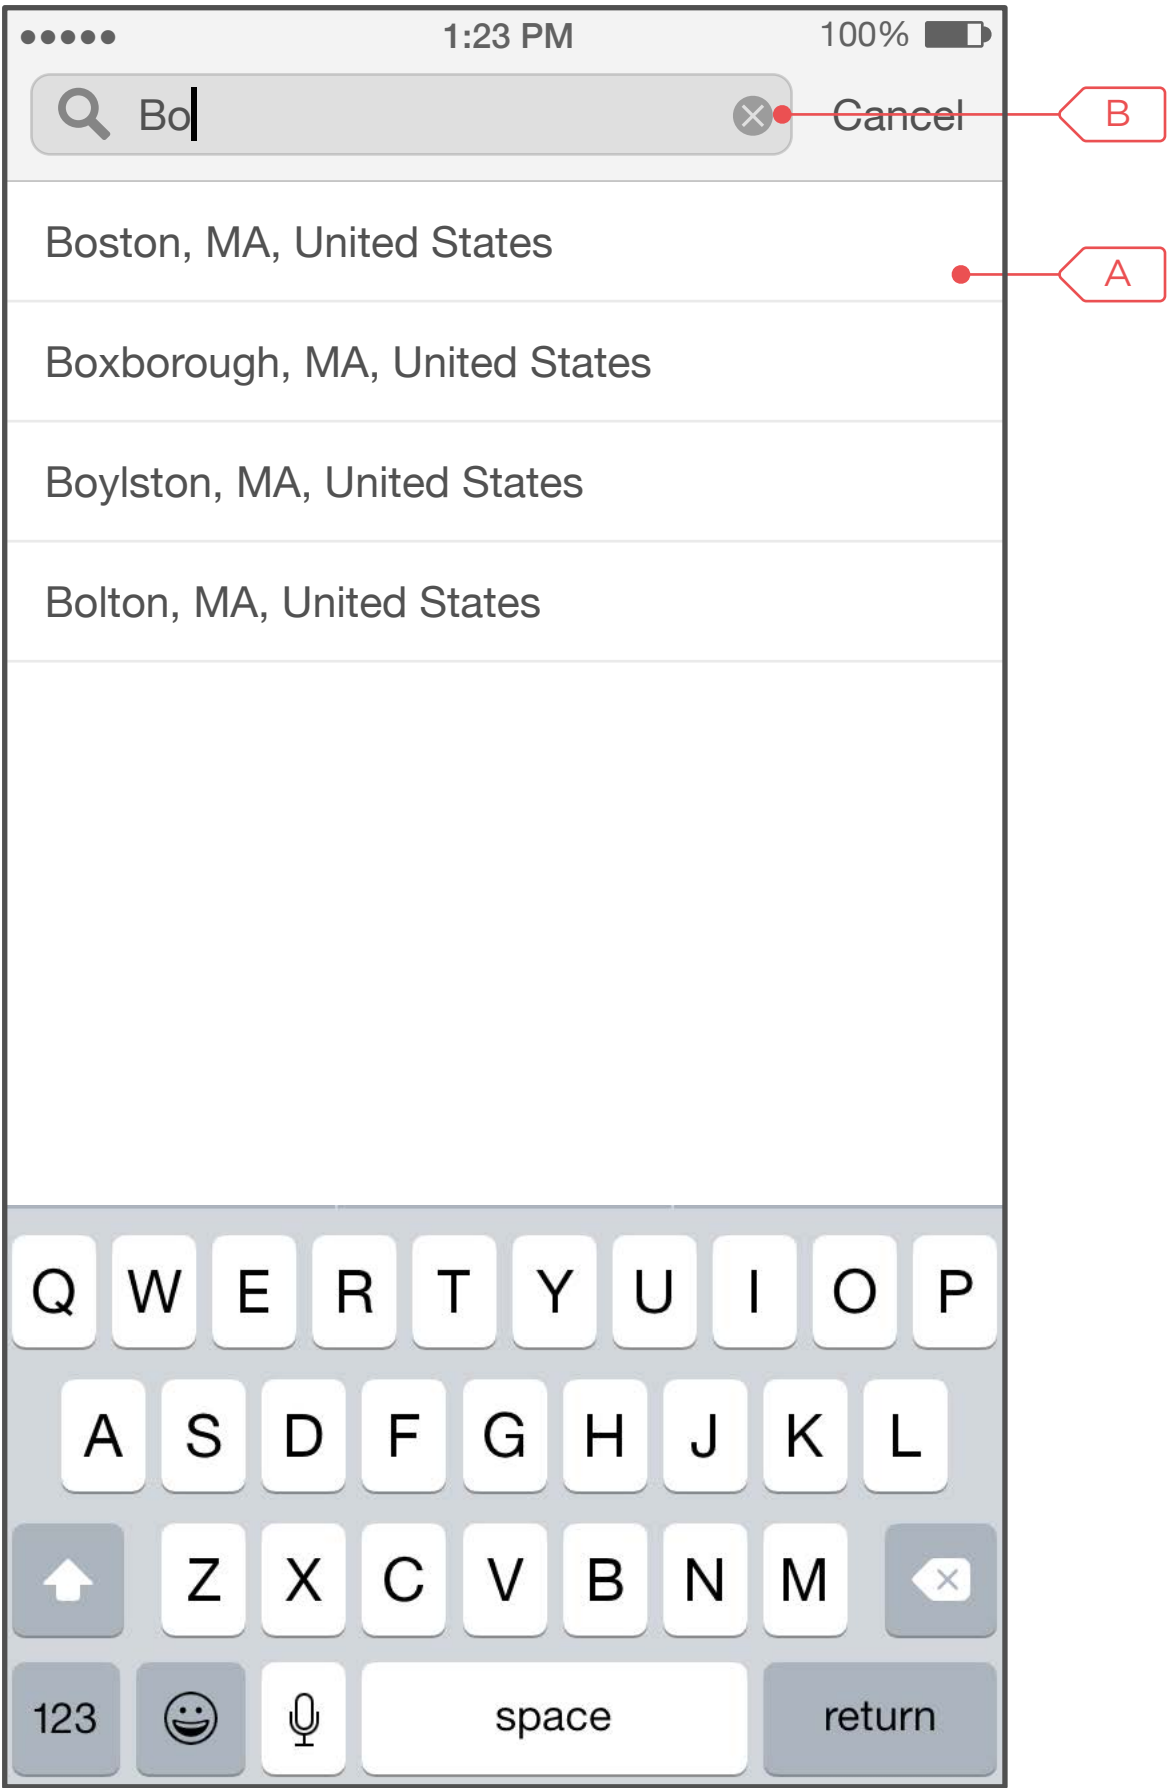 1:23 PM 100%
Bo Cancel B
Boston, MA, United States
A
Boxborough, MA, United States
Boylston, MA, United States
Bolton, MA, United States
Q W E R T Y U I O P
A S D F G H J K L
Z X C V B N M
123 space return